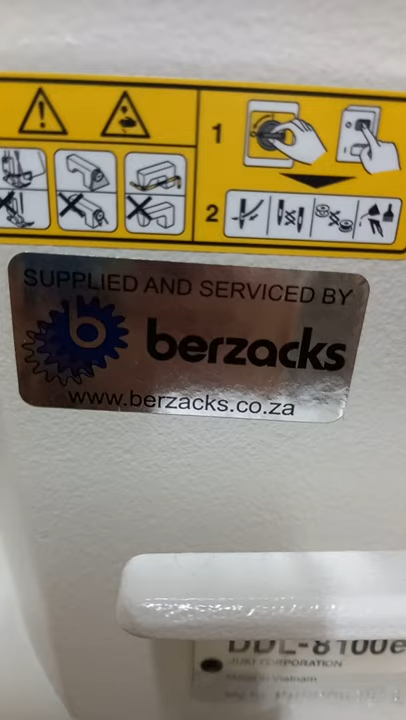 1
2
SUPPLIED AND SERVICED BY
b berzacks
www.berzacks.co.za
DDL-8100e
JUKI CORPORATION
Made in Vietnam